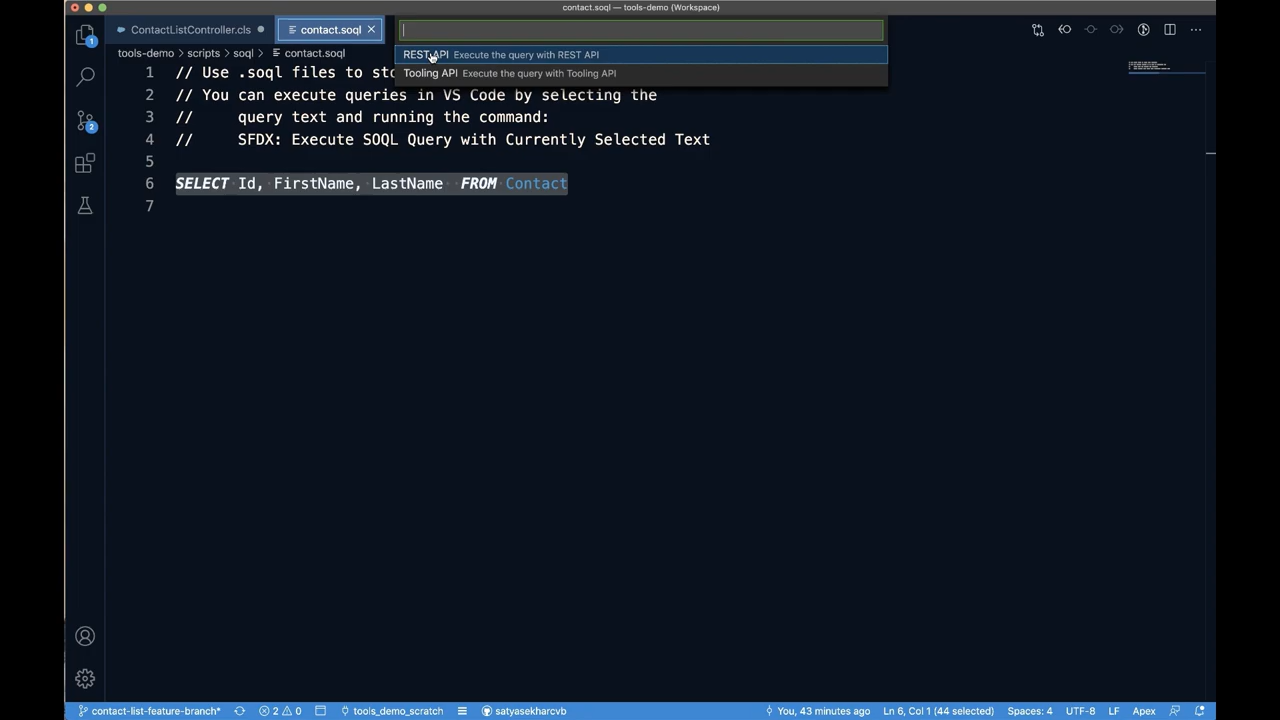 contact.soql — tools-demo (Workspace)
ContactListController.cls
contact.soql
REST API Execute the query with REST API
Tooling API Execute the query with Tooling API
tools-demo > scripts > soql > contact.soql
1 // Use .soql files to sto
2 // You can execute queries in VS Code by selecting the
3 // query text and running the command:
4 // SFDX: Execute SOQL Query with Currently Selected Text
5
6 SELECT Id, FirstName, LastName FROM Contact
7
1
2
contact-list-feature-branch* 2 0 tools_demo_scratch satyasekharcvb You, 43 minutes ago Ln 6, Col 1 (44 selected) Spaces: 4 UTF-8 LF Apex